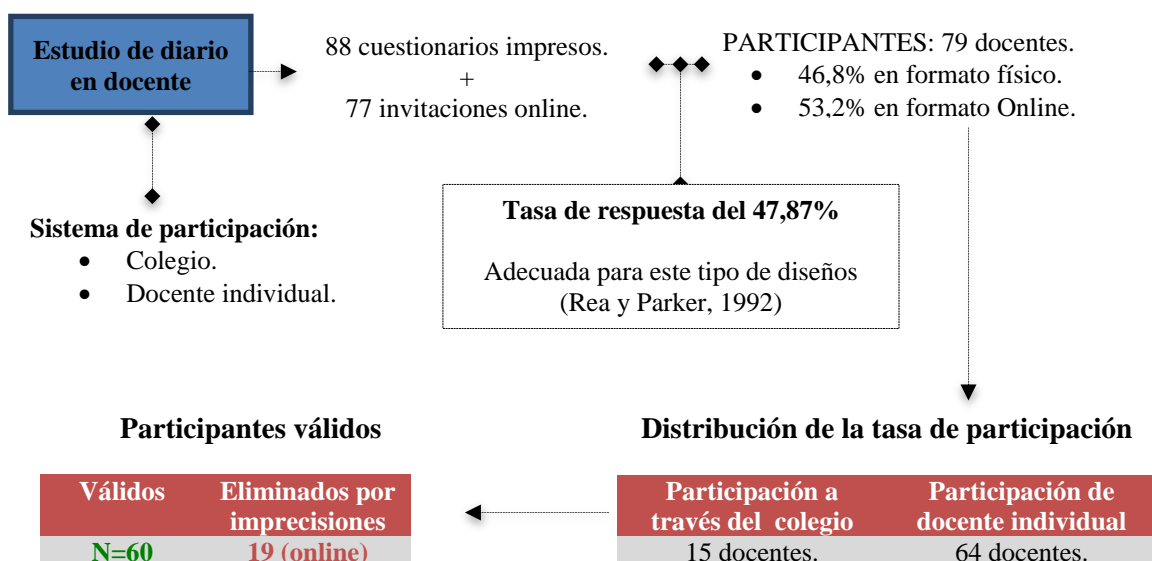 Estudio de diario
en docente
88 cuestionarios impresos.
+
77 invitaciones online.
PARTICIPANTES: 79 docentes.
• 46,8% en formato físico.
• 53,2% en formato Online.
Sistema de participación:
• Colegio.
• Docente individual.
Tasa de respuesta del 47,87%
Adecuada para este tipo de diseños
(Rea y Parker, 1992)
Participantes válidos
Válidos
Eliminados por
imprecisiones
N=60
19 (online)
Distribución de la tasa de participación
Participación a
través del colegio
Participación de
docente individual
15 docentes.
64 docentes.